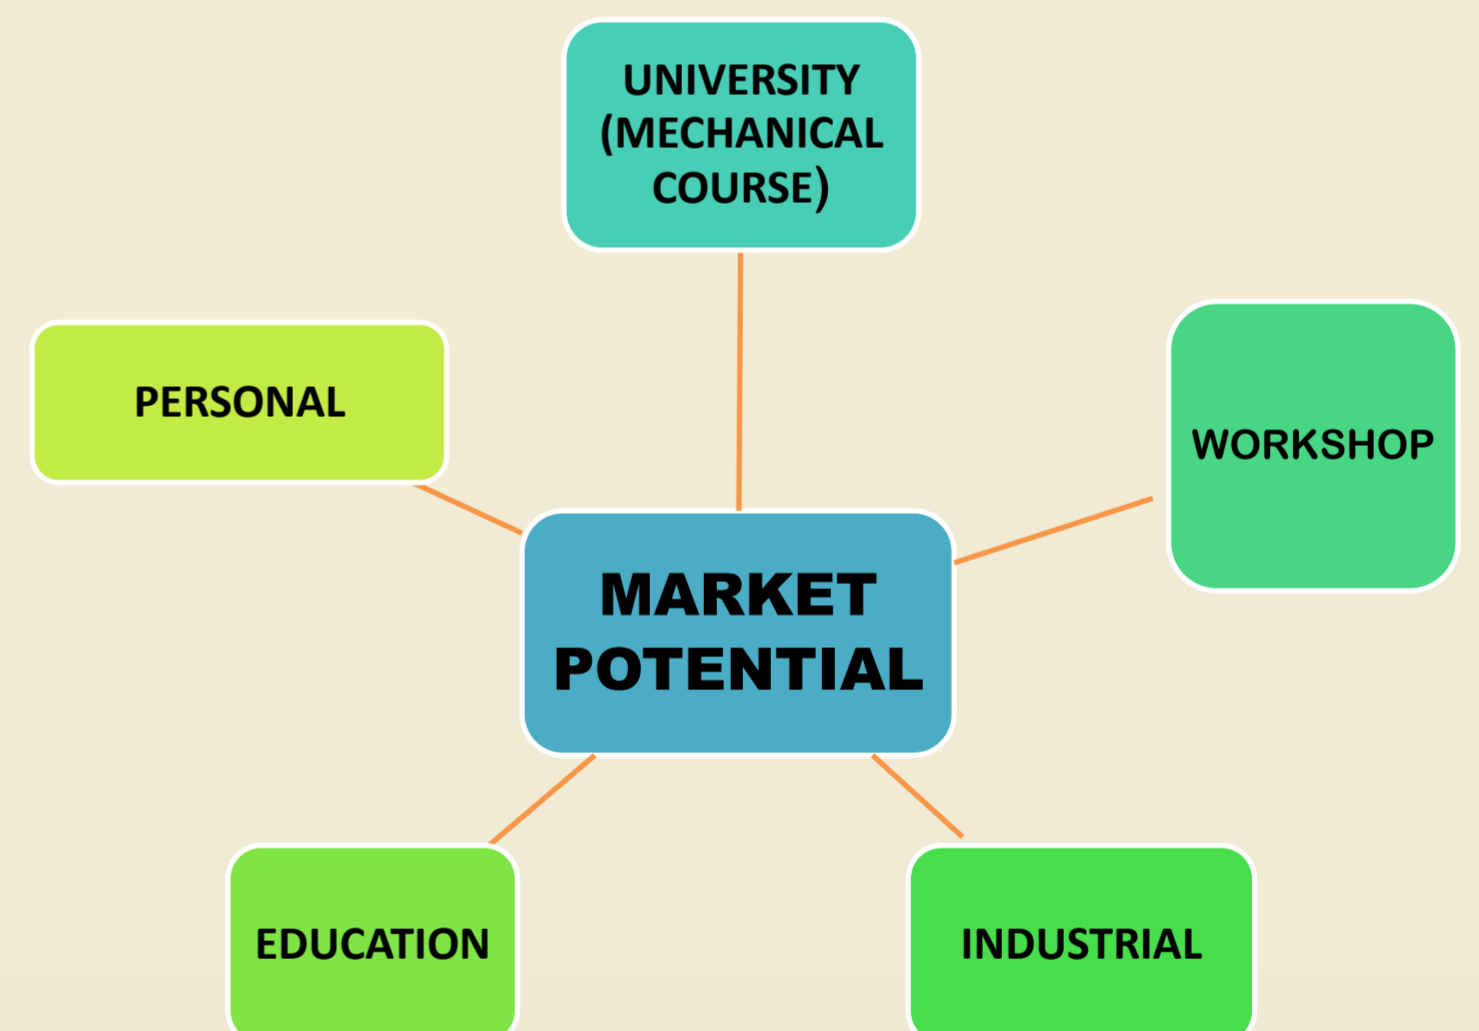 UNIVERSITY
(MECHANICAL
COURSE)
PERSONAL
WORKSHOP
MARKET
POTENTIAL
EDUCATION
INDUSTRIAL